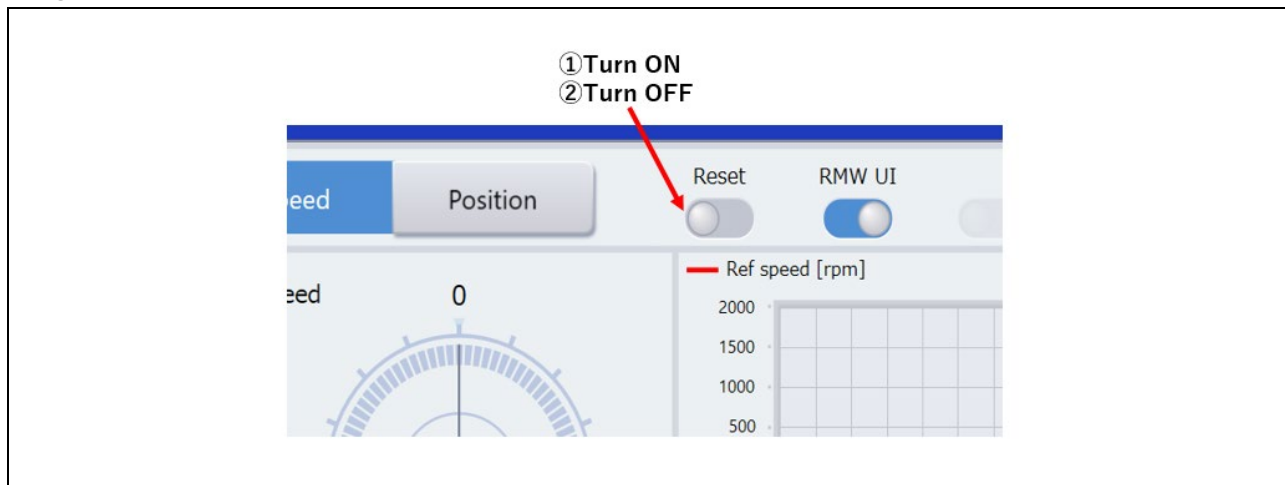 ①Turn ON
②Turn OFF
eed
Position
Reset
RMW UI
eed
0
Ref speed [rpm]
2000
1500
1000
500